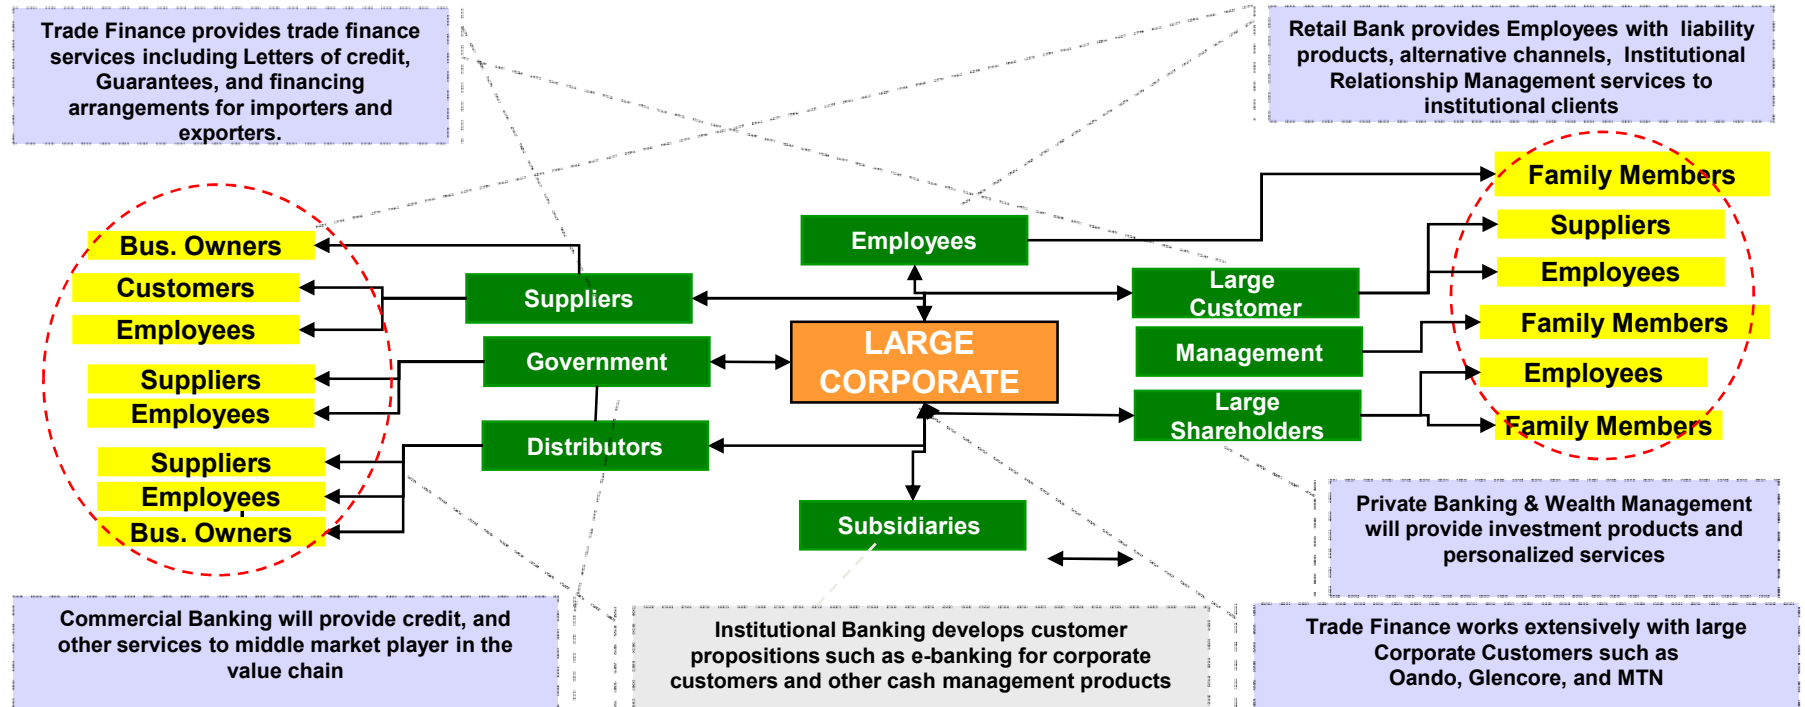 Trade Finance provides trade finance
services including Letters of credit,
Guarantees, and financing
arrangements for importers and
exporters.
Retail Bank provides Employees with liability
products, alternative channels, Institutional
Relationship Management services to
institutional clients
Bus. Owners
Customers
Employees
Suppliers
Employees
Suppliers
Employees
Bus. Owners
Suppliers
Government
Distributors
Employees
LARGE
CORPORATE
Subsidiaries
Large
Customer
Management
Large
Shareholders
Family Members
Suppliers
Employees
Family Members
Employees
Family Members
Private Banking & Wealth Management
will provide investment products and
personalized services
Commercial Banking will provide credit, and
other services to middle market player in the
value chain
Institutional Banking develops customer
propositions such as e-banking for corporate
customers and other cash management products
Trade Finance works extensively with large
Corporate Customers such as
Oando, Glencore, and MTN